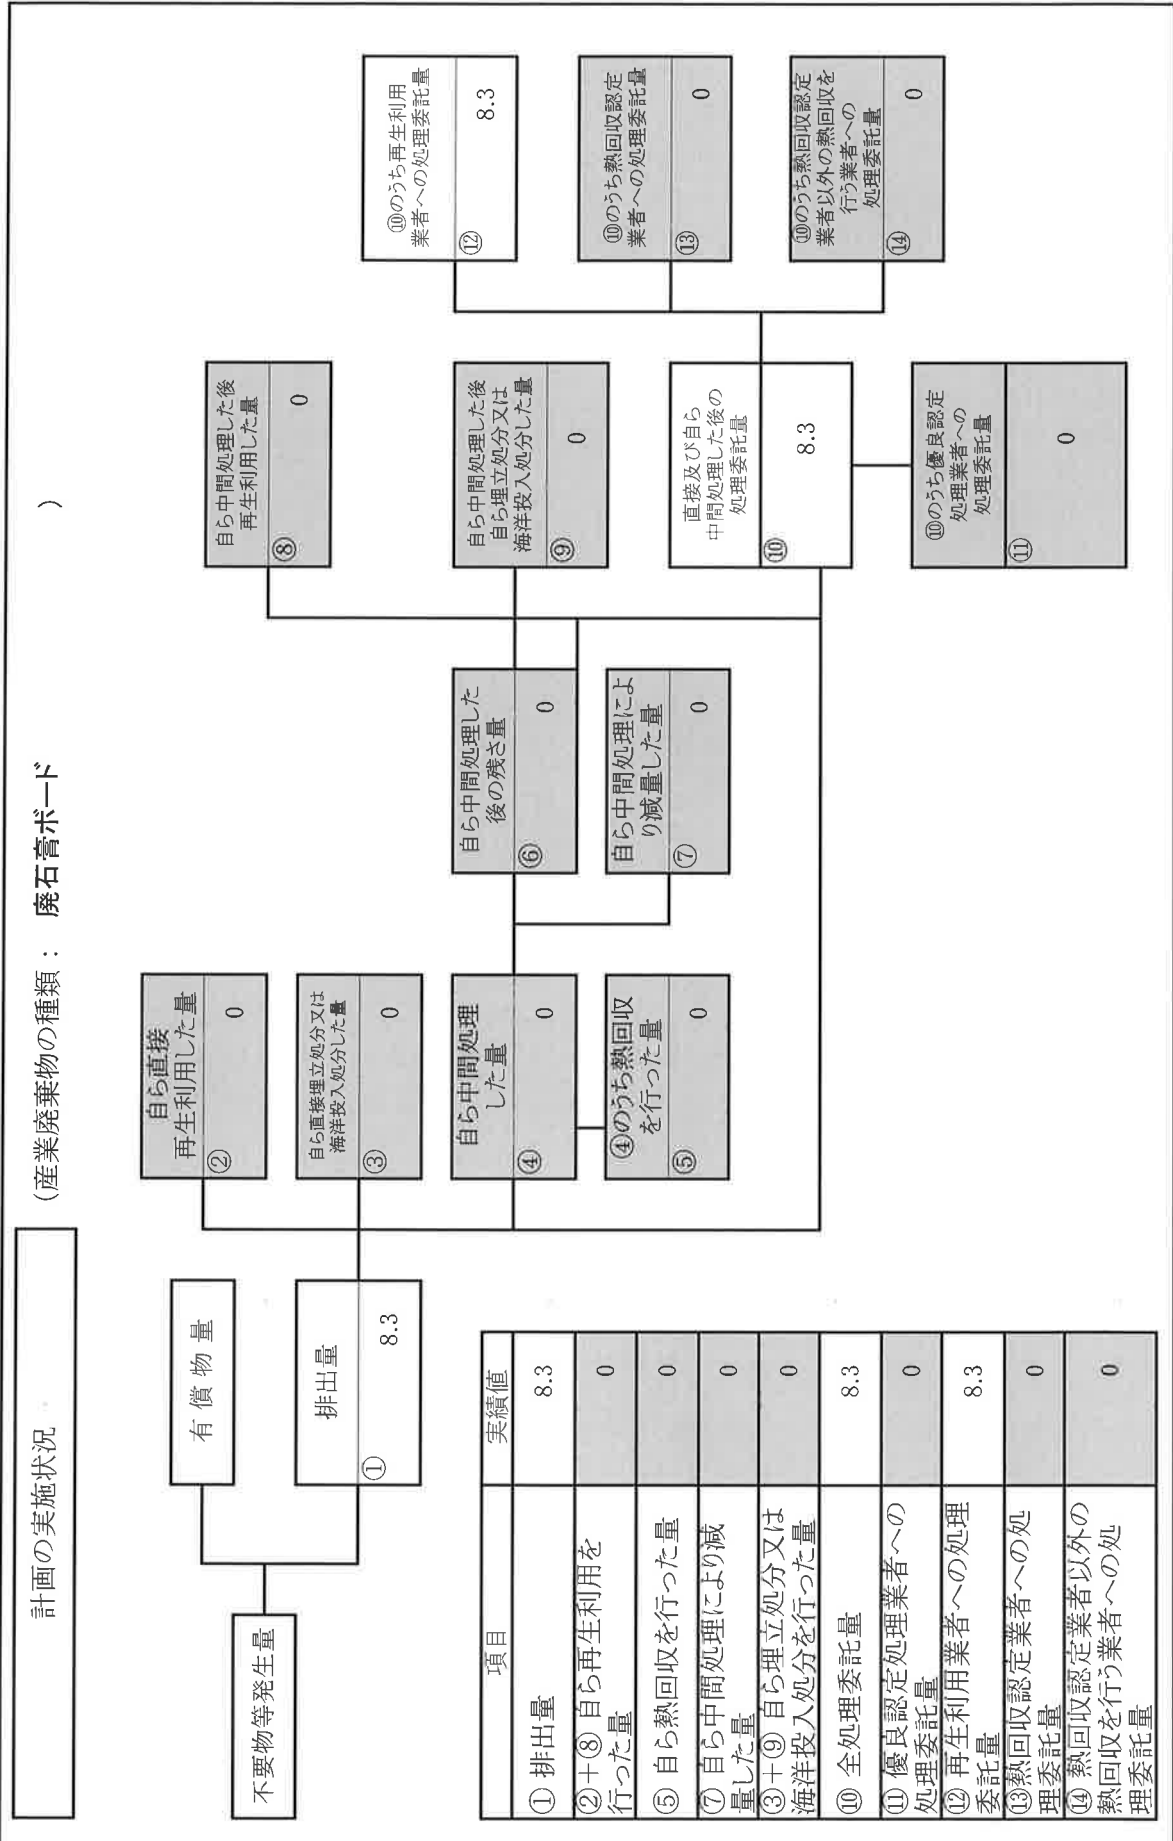 計画の実施状況
(産業廃棄物の種類： 廃石膏ボード )
不要物等発生量
有 償 物 量
排出量
①
8.3
自ら直接
再生利用した量
②
0
自ら直接埋立処分又は
海洋投入処分した量
③
0
自ら中間処理
した量
④
0
④のうち熱回収
を行った量
⑤
0
自ら中間処理した
後の残さ量
⑥
0
自ら中間処理によ
り減量した量
⑦
0
自ら中間処理した後
再生利用した量
⑧
0
自ら中間処理した後
自ら埋立処分又は
海洋投入処分した量
⑨
0
直接及び自ら
中間処理した後の
処理委託量
⑩
8.3
⑩のうち優良認定
処理業者への
処理委託量
⑪
0
⑩のうち再生利用
業者への処理委託量
⑫
8.3
⑩のうち熱回収認定
業者への処理委託量
⑬
0
⑩のうち熱回収認定
業者以外の熱回収を
行う業者への
処理委託量
⑭
0
項目 実績値
① 排出量 8.3
②＋⑧ 自ら再生利用を
行った量 0
⑤ 自ら熱回収を行った量 0
⑦ 自ら中間処理により減
量した量 0
③＋⑨ 自ら埋立処分又は
海洋投入処分を行った量 0
⑩ 全処理委託量 8.3
⑪ 優良認定処理業者への
処理委託量 0
⑫ 再生利用業者への処理
委託量 8.3
⑬熱回収認定業者への処
理委託量 0
⑭ 熱回収認定業者以外の
熱回収を行う業者への処
理委託量 0